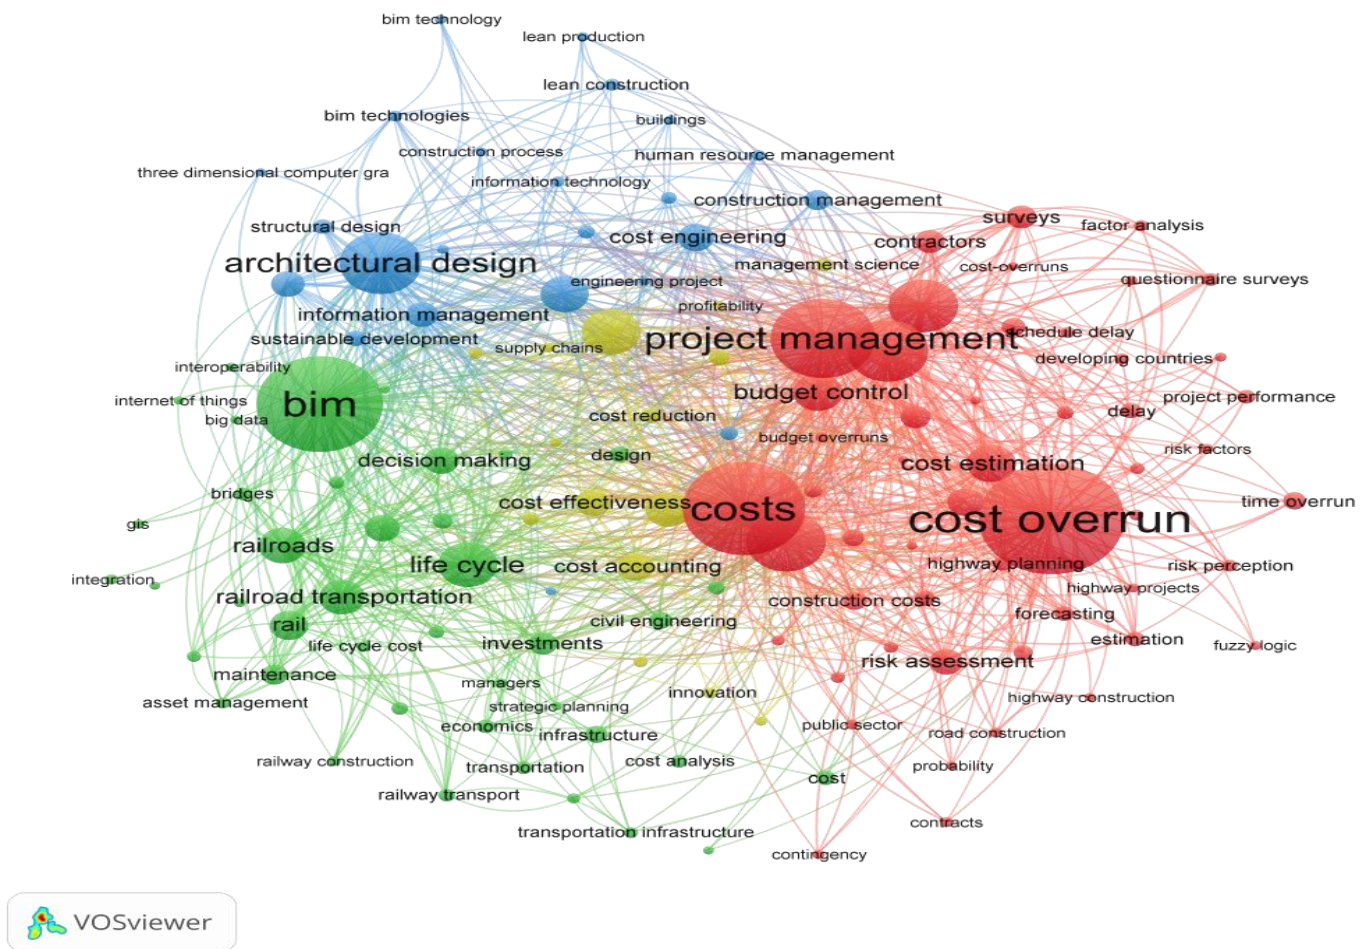 bim technology
lean production
lean construction
bim technologies
buildings
construction process
human resource management
three dimensional computer gra
information technology
construction management
structural design
surveys
factor analysis
cost engineering
contractors
architectural design
management science
cost-overruns
engineering project
questionnaire surveys
profitability
information management
project management
schedule delay
sustainable development
supply chains
developing countries
interoperability
budget control
project performance
internet of things
bim
cost reduction
delay
big data
budget overruns
risk factors
decision making
design
cost estimation
bridges
cost effectiveness
costs
time overrun
gis
cost overrun
railroads
life cycle
cost accounting
highway planning
risk perception
integration
railroad transportation
construction costs
highway projects
rail
civil engineering
forecasting
life cycle cost
investments
estimation
fuzzy logic
maintenance
risk assessment
managers
innovation
highway construction
asset management
strategic planning
economics
infrastructure
public sector
road construction
railway construction
transportation
cost analysis
probability
cost
railway transport
transportation infrastructure
contracts
contingency
VOSviewer